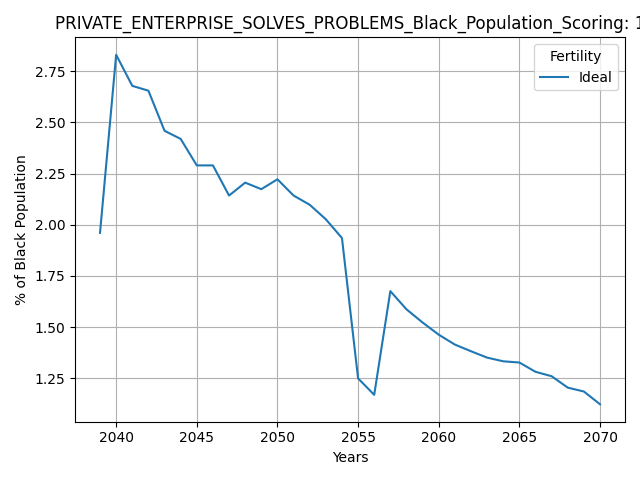 PRIVATE_ENTERPRISE_SOLVES_PROBLEMS_Black_Population_Scoring: 1
Fertility
Ideal
2.75
2.50
2.25
2.00
1.75
1.50
1.25
% of Black Population
2040 2045 2050 2055 2060 2065 2070
Years